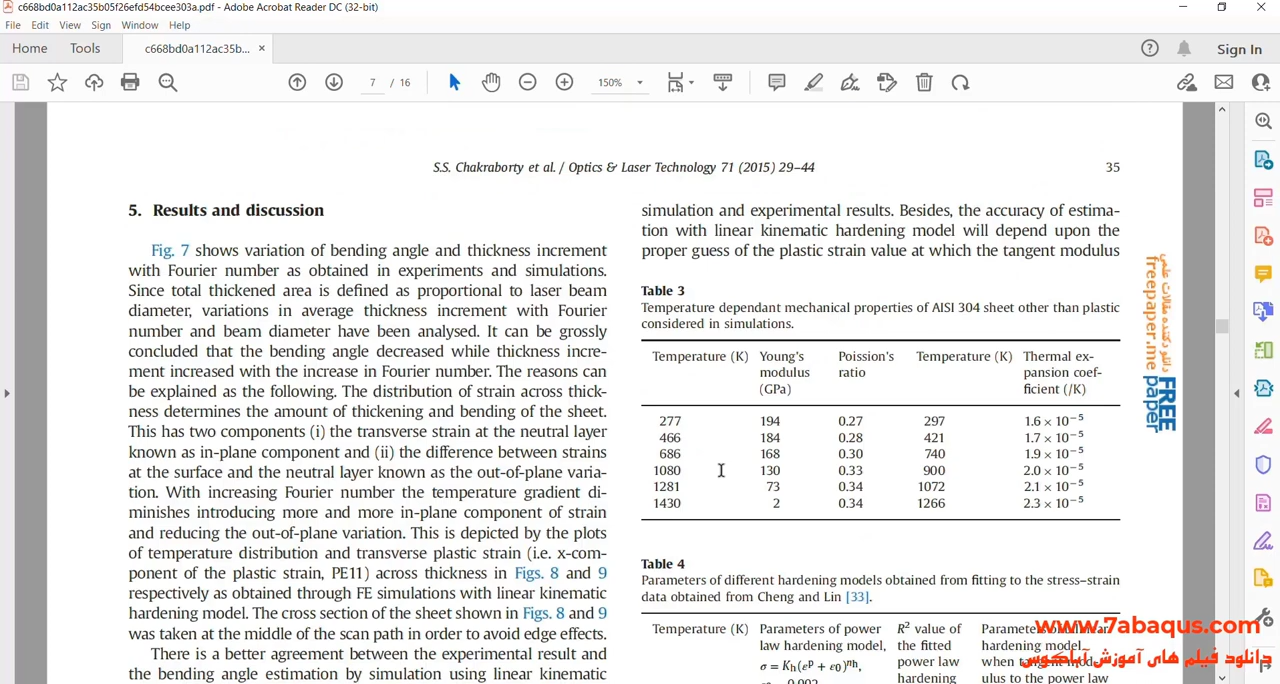 c668bd0a112ac35b05f26efd54bcee303a.pdf - Adobe Acrobat Reader DC (32-bit)
File Edit View Sign Window Help
Home Tools c668bd0a112ac35b... × Sign In
7 / 16 150%
S.S. Chakraborty et al. / Optics & Laser Technology 71 (2015) 29–44 35
5. Results and discussion
Fig. 7 shows variation of bending angle and thickness increment
with Fourier number as obtained in experiments and simulations.
Since total thickened area is defined as proportional to laser beam
diameter, variations in average thickness increment with Fourier
number and beam diameter have been analysed. It can be grossly
concluded that the bending angle decreased while thickness incre-
ment increased with the increase in Fourier number. The reasons can
be explained as the following. The distribution of strain across thick-
ness determines the amount of thickening and bending of the sheet.
This has two components (i) the transverse strain at the neutral layer
known as in-plane component and (ii) the difference between strains
at the surface and the neutral layer known as the out-of-plane varia-
tion. With increasing Fourier number the temperature gradient di-
minishes introducing more and more in-plane component of strain
and reducing the out-of-plane variation. This is depicted by the plots
of temperature distribution and transverse plastic strain (i.e. x-com-
ponent of the plastic strain, PE11) across thickness in Figs. 8 and 9
respectively as obtained through FE simulations with linear kinematic
hardening model. The cross section of the sheet shown in Figs. 8 and 9
was taken at the middle of the scan path in order to avoid edge effects.
There is a better agreement between the experimental result and
the bending angle estimation by simulation using linear kinematic
simulation and experimental results. Besides, the accuracy of estima-
tion with linear kinematic hardening model will depend upon the
proper guess of the plastic strain value at which the tangent modulus
Table 3
Temperature dependant mechanical properties of AISI 304 sheet other than plastic
considered in simulations.
Temperature (K) Young's Poission's Temperature (K) Thermal ex-
modulus ratio pansion coef-
(GPa) ficient (/K)
277 194 0.27 297 1.6 × 10⁻⁵
466 184 0.28 421 1.7 × 10⁻⁵
686 168 0.30 740 1.9 × 10⁻⁵
1080 130 0.33 900 2.0 × 10⁻⁵
1281 73 0.34 1072 2.1 × 10⁻⁵
1430 2 0.34 1266 2.3 × 10⁻⁵
Table 4
Parameters of different hardening models obtained from fitting to the stress–strain
data obtained from Cheng and Lin [33].
Temperature (K) Parameters of power R² value of
law hardening model, the fitted hardening model
σ = Kh(εᵖ + ε0)ⁿʰ, power law when
hardening ulus to the power law
دانلود کننده مقالات علمی
freepaper.me
FREE
paper
www.7abaqus.com
دانلود فیلم های آموزش آباکوس